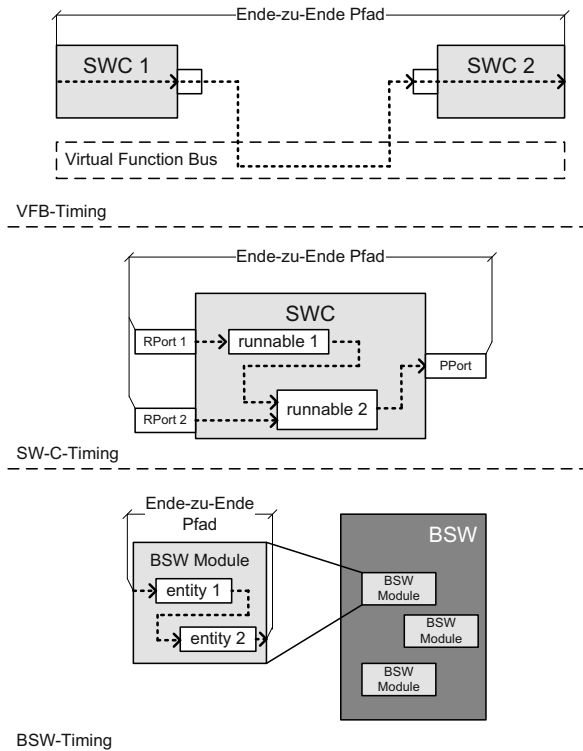 Ende-zu-Ende Pfad
SWC 1
SWC 2
Virtual Function Bus
VFB-Timing
Ende-zu-Ende Pfad
SWC
RPort 1
runnable 1
PPort
RPort 2
runnable 2
SW-C-Timing
Ende-zu-Ende
Pfad
BSW Module
entity 1
entity 2
BSW
BSW
Module
BSW
Module
BSW
Module
BSW-Timing